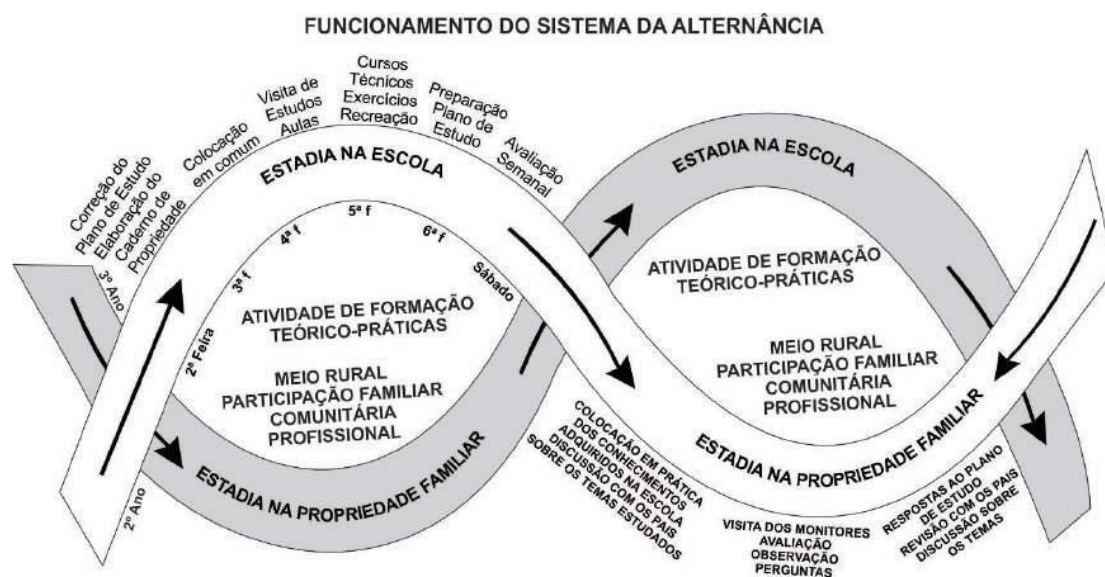 FUNCIONAMENTO DO SISTEMA DA ALTERNÂNCIA
Correção do
Plano de Estudo
Elaboração do
Caderno de
Propriedade
Colocação
em comum
Visita de
Estudos
Aulas
Cursos
Técnicos
Exercícios
Recreação
Preparação
Plano de
Estudo
Avaliação
Semanal
ESTADIA NA ESCOLA
3º Ano
2º Ano
2ª Feira
3ª f
4ª f
5ª f
6ª f
Sábado
ATIVIDADE DE FORMAÇÃO
TEÓRICO-PRÁTICAS
MEIO RURAL
PARTICIPAÇÃO FAMILIAR
COMUNITÁRIA
PROFISSIONAL
ESTADIA NA PROPRIEDADE FAMILIAR
ESTADIA NA ESCOLA
ATIVIDADE DE FORMAÇÃO
TEÓRICO-PRÁTICAS
MEIO RURAL
PARTICIPAÇÃO FAMILIAR
COMUNITÁRIA
PROFISSIONAL
ESTADIA NA PROPRIEDADE FAMILIAR
COLOCAÇÃO EM PRÁTICA
DOS CONHECIMENTOS
ADQUIRIDOS NA ESCOLA
DISCUSSÃO COM OS PAIS
SOBRE OS TEMAS ESTUDADOS
VISITA DOS MONITORES
AVALIAÇÃO
OBSERVAÇÃO
PERGUNTAS
RESPOSTAS AO PLANO
DE ESTUDO
REVISÃO COM OS PAIS
DISCUSSÃO SOBRE
OS TEMAS